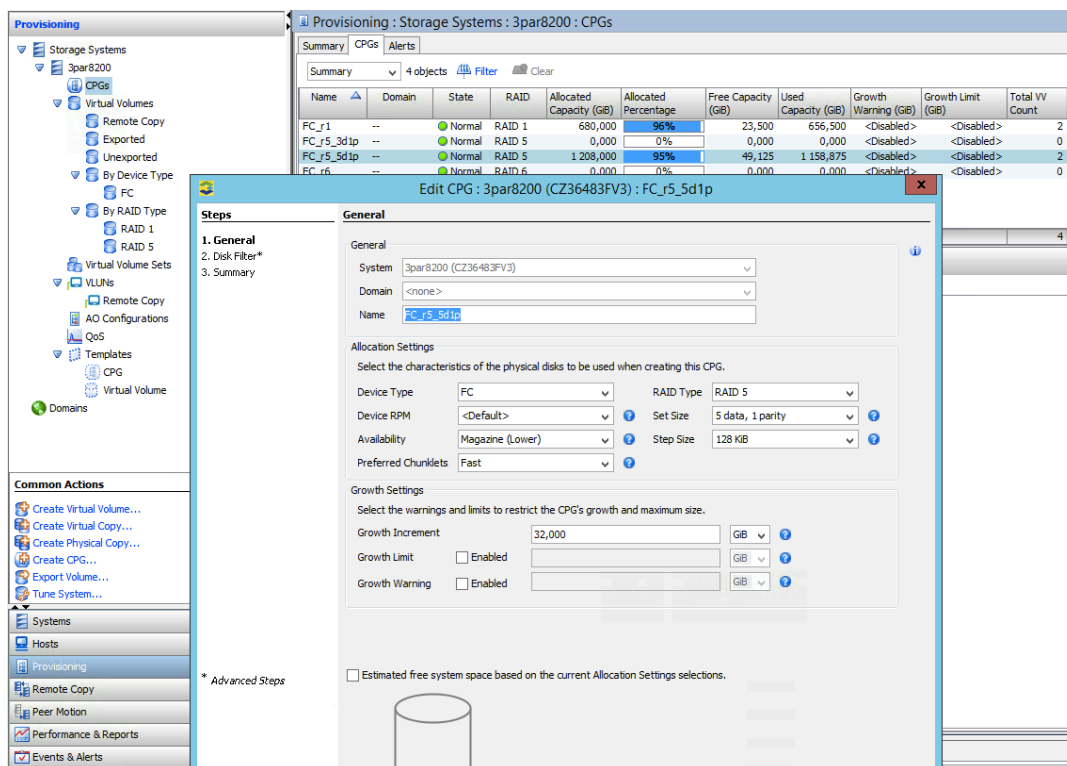 Provisioning
Storage Systems
3par8200
CPGs
Virtual Volumes
Remote Copy
Exported
Unexported
By Device Type
FC
By RAID Type
RAID 1
RAID 5
Virtual Volume Sets
VLUNs
Remote Copy
AO Configurations
QoS
Templates
CPG
Virtual Volume
Domains
Common Actions
Create Virtual Volume...
Create Virtual Copy...
Create Physical Copy...
Create CPG...
Export Volume...
Tune System...
Systems
Hosts
Provisioning
Remote Copy
Peer Motion
Performance & Reports
Events & Alerts
Provisioning : Storage Systems : 3par8200 : CPGs
Summary CPGs Alerts
Summary 4 objects Filter Clear
Name Domain State RAID Allocated Capacity (GiB) Allocated Percentage Free Capacity (GiB) Used Capacity (GiB) Growth Warning (GiB) Growth Limit (GiB) Total VV Count
FC_r1 -- Normal RAID 1 680,000 96% 23,500 656,500 <Disabled> <Disabled> 2
FC_r5_3d1p -- Normal RAID 5 0,000 0% 0,000 0,000 <Disabled> <Disabled> 0
FC_r5_5d1p -- Normal RAID 5 1 208,000 95% 49,125 1 158,875 <Disabled> <Disabled> 2
FC_r6 -- Normal RAID 6 0,000 0% 0,000 0,000 <Disabled> <Disabled> 0
4
Edit CPG : 3par8200 (CZ36483FV3) : FC_r5_5d1p
x
Steps
1. General
2. Disk Filter*
3. Summary
* Advanced Steps
General
General
System 3par8200 (CZ36483FV3)
Domain <none>
Name FC_r5_5d1p
Allocation Settings
Select the characteristics of the physical disks to be used when creating this CPG.
Device Type FC RAID Type RAID 5
Device RPM <Default> Set Size 5 data, 1 parity
Availability Magazine (Lower) Step Size 128 KiB
Preferred Chunklets Fast
Growth Settings
Select the warnings and limits to restrict the CPG's growth and maximum size.
Growth Increment 32,000 GiB
Growth Limit Enabled GiB
Growth Warning Enabled GiB
Estimated free system space based on the current Allocation Settings selections.